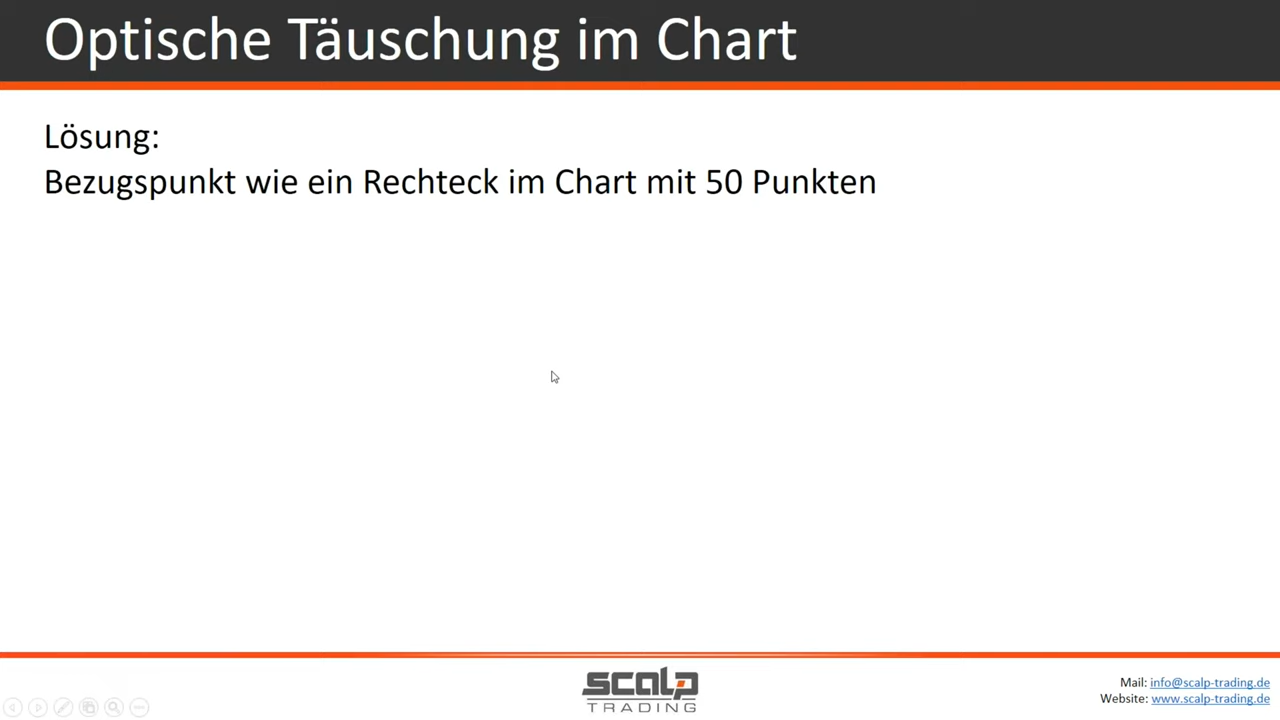 Optische Täuschung im Chart
Lösung:
Bezugspunkt wie ein Rechteck im Chart mit 50 Punkten
scalp
TRADING
Mail: info@scalp-trading.de
Website: www.scalp-trading.de